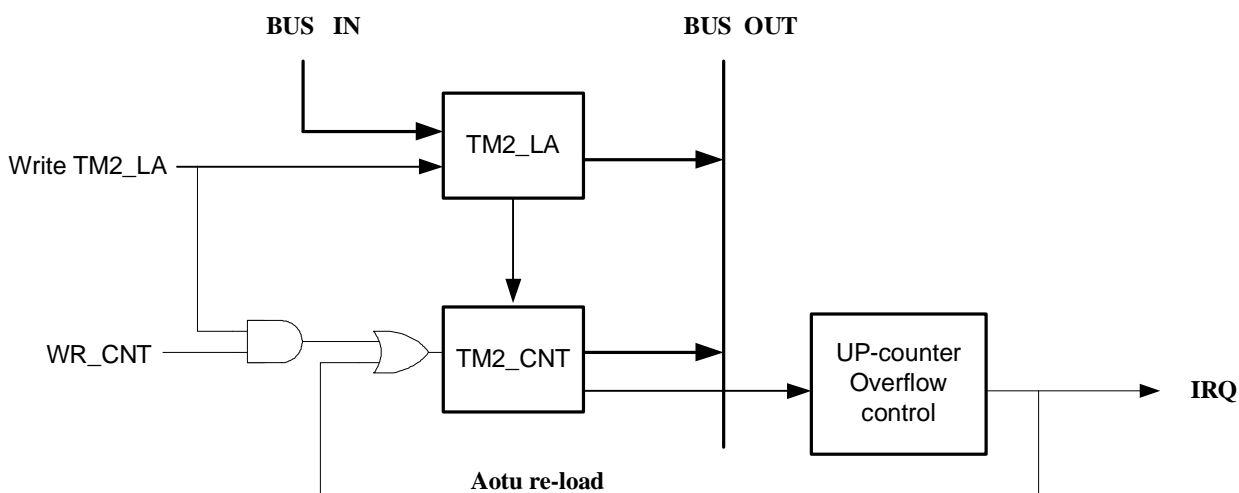 BUS IN
BUS OUT
TM2_LA
Write TM2_LA
WR_CNT
TM2_CNT
UP-counter
Overflow
control
IRQ
Aotu re-load